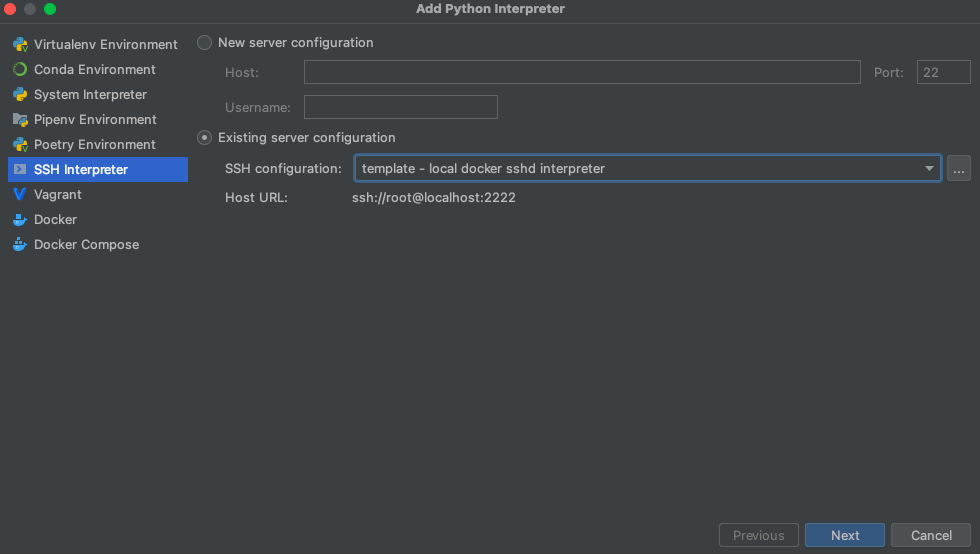 Add Python Interpreter
Virtualenv Environment
Conda Environment
System Interpreter
Pipenv Environment
Poetry Environment
SSH Interpreter
Vagrant
Docker
Docker Compose
New server configuration
Host:
Port: 22
Username:
Existing server configuration
SSH configuration: template - local docker sshd interpreter ...
Host URL: ssh://root@localhost:2222
Previous Next Cancel